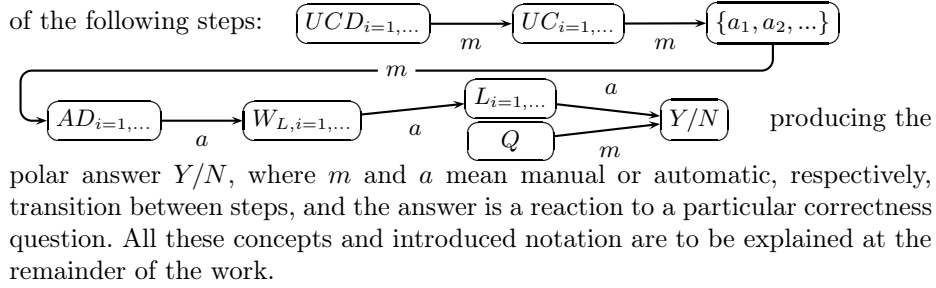 of the following steps: UCD_{i=1,...} m UC_{i=1,...} m {a_1, a_2, ...}
m
AD_{i=1,...} a W_{L,i=1,...} a L_{i=1,...} a Q m Y/N producing the
polar answer Y/N, where m and a mean manual or automatic, respectively,
transition between steps, and the answer is a reaction to a particular correctness
question. All these concepts and introduced notation are to be explained at the
remainder of the work.